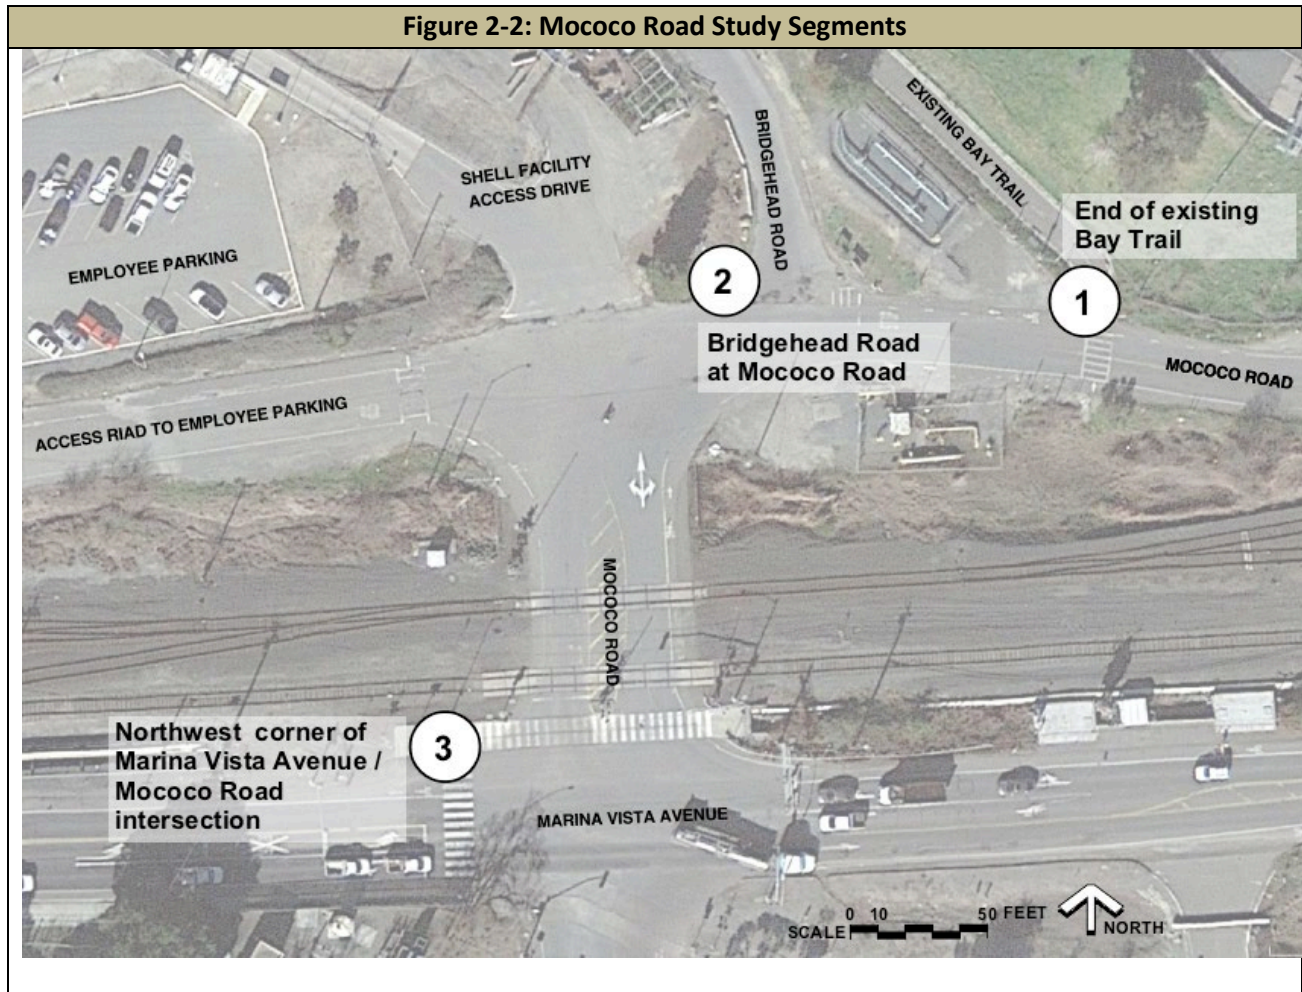 Figure 2-2: Mococo Road Study Segments
EXISTING BAY TRAIL
BRIDGEHEAD ROAD
SHELL FACILITY
ACCESS DRIVE
End of existing
Bay Trail
EMPLOYEE PARKING
2
1
Bridgehead Road
at Mococo Road
MOCOCO ROAD
ACCESS RIAD TO EMPLOYEE PARKING
MOCOCO ROAD
Northwest corner of
Marina Vista Avenue /
Mococo Road
intersection
3
MARINA VISTA AVENUE
0 10 50 FEET
SCALE
NORTH